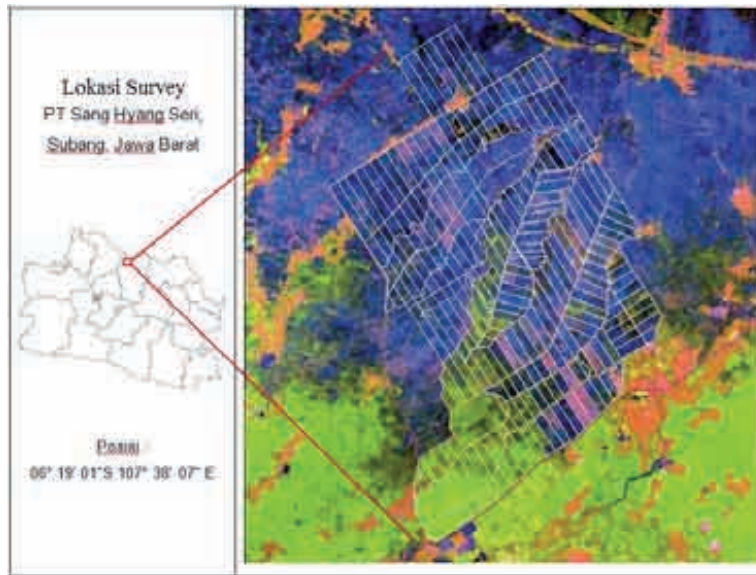 Lokasi Survey
PT Sang Hyang Seri,
Subang, Jawa Barat
Posisi
06° 19' 01"S 107° 38' 07" E